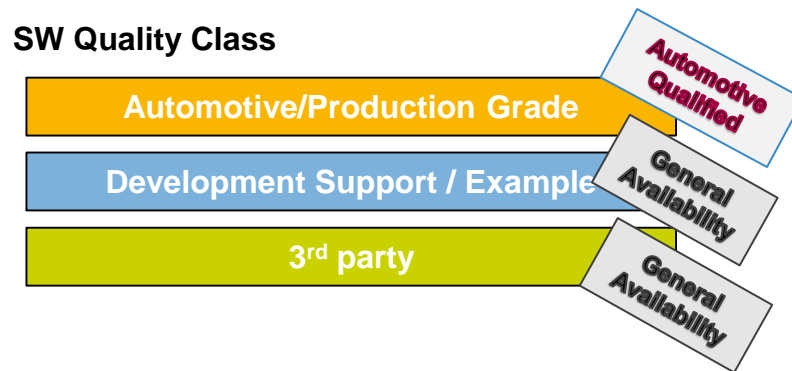 SW Quality Class
Automotive/Production Grade
Automotive
Qualified
Development Support / Example
General
Availability
3rd party
General
Availability